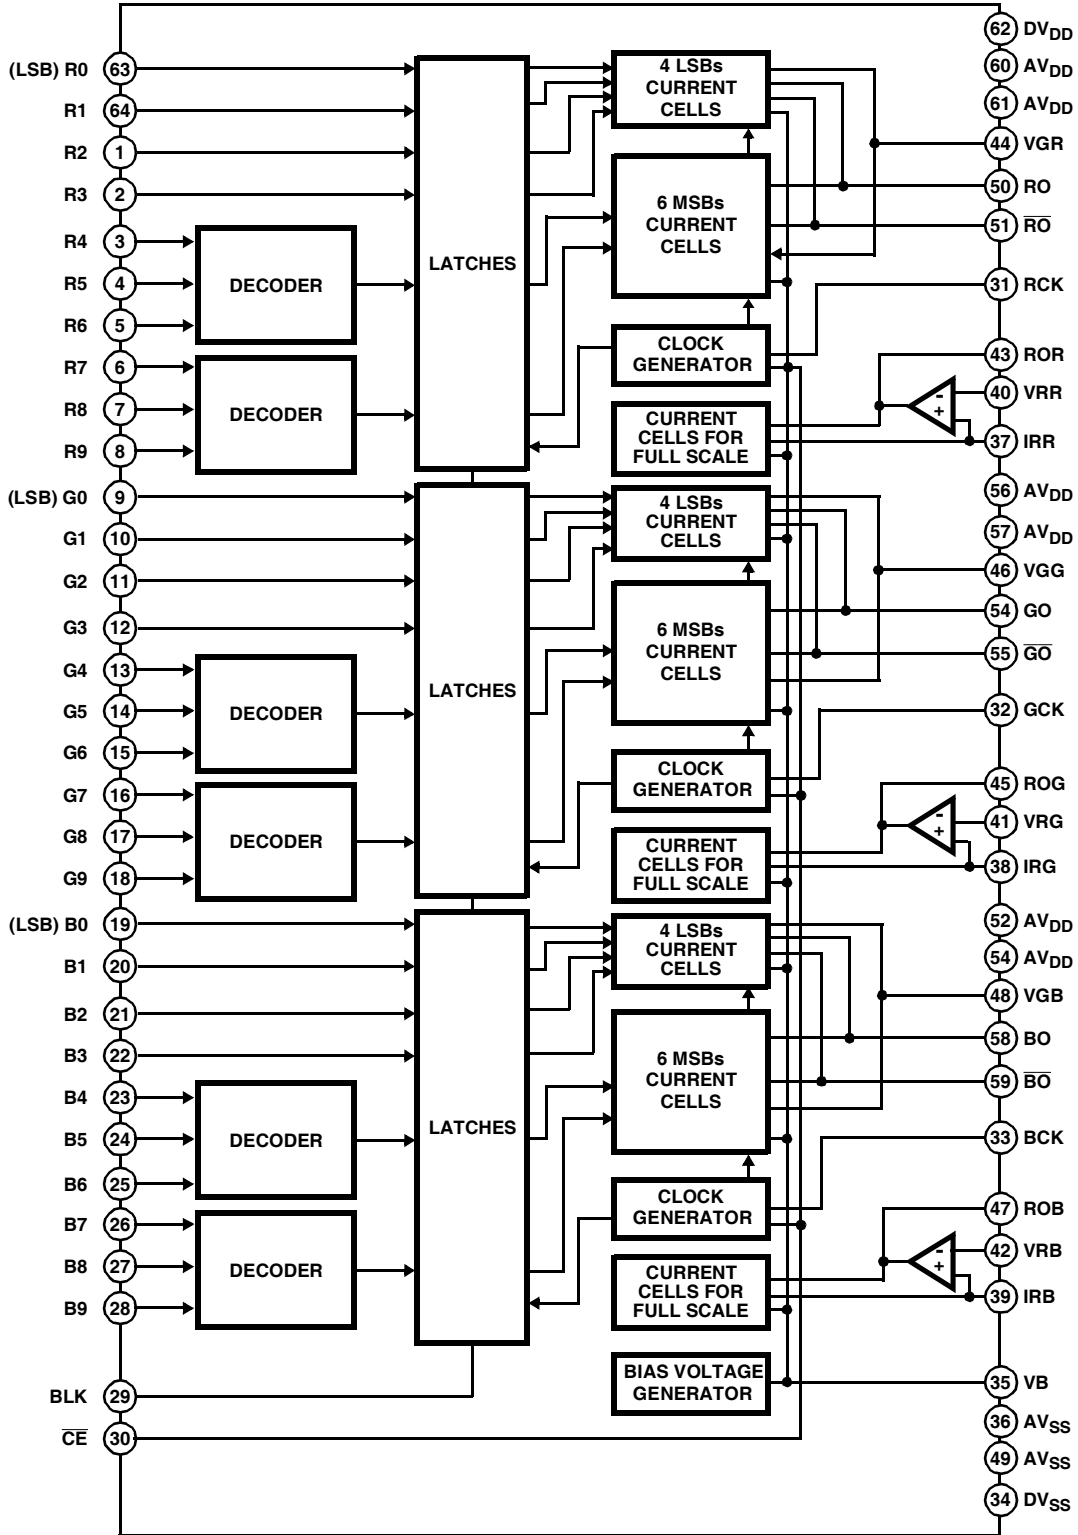 (LSB) R0 63
R1 64
R2 1
R3 2
R4 3
R5 4
R6 5
R7 6
R8 7
R9 8
(LSB) G0 9
G1 10
G2 11
G3 12
G4 13
G5 14
G6 15
G7 16
G8 17
G9 18
(LSB) B0 19
B1 20
B2 21
B3 22
B4 23
B5 24
B6 25
B7 26
B8 27
B9 28
BLK 29
C̅E̅ 30
DECODER
DECODER
DECODER
DECODER
DECODER
DECODER
LATCHES
LATCHES
LATCHES
4 LSBs
CURRENT
CELLS
6 MSBs
CURRENT
CELLS
CLOCK
GENERATOR
CURRENT
CELLS FOR
FULL SCALE
4 LSBs
CURRENT
CELLS
6 MSBs
CURRENT
CELLS
CLOCK
GENERATOR
CURRENT
CELLS FOR
FULL SCALE
4 LSBs
CURRENT
CELLS
6 MSBs
CURRENT
CELLS
CLOCK
GENERATOR
CURRENT
CELLS FOR
FULL SCALE
BIAS VOLTAGE
GENERATOR
-
+
-
+
-
+
62 DVDD
60 AVDD
61 AVDD
44 VGR
50 RO
51 R̅O̅
31 RCK
43 ROR
40 VRR
37 IRR
56 AVDD
57 AVDD
46 VGG
54 GO
55 G̅O̅
32 GCK
45 ROG
41 VRG
38 IRG
52 AVDD
54 AVDD
48 VGB
58 BO
59 B̅O̅
33 BCK
47 ROB
42 VRB
39 IRB
35 VB
36 AVSS
49 AVSS
34 DVSS